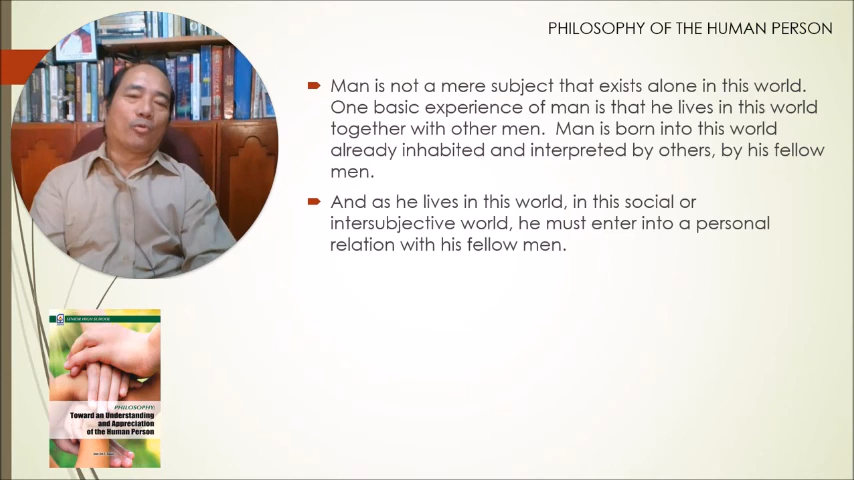 PHILOSOPHY OF THE HUMAN PERSON
Man is not a mere subject that exists alone in this world.
One basic experience of man is that he lives in this world
together with other men. Man is born into this world
already inhabited and interpreted by others, by his fellow
men.
And as he lives in this world, in this social or
intersubjective world, he must enter into a personal
relation with his fellow men.
SENIOR HIGH SCHOOL
PHILOSOPHY:
Toward an Understanding
and Appreciation
of the Human Person